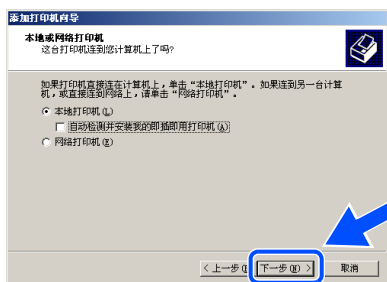 添加打印机向导
本地或网络打印机
这台打印机连到您计算机上了吗?
如果打印机直接连在计算机上，单击“本地打印机”。如果连到另一台计算
机，或直接连到网络上，请单击“网络打印机”。
本地打印机(L)
自动检测并安装我的即插即用打印机(A)
网络打印机(E)
< 上一步(B) 下一步(N) > 取消